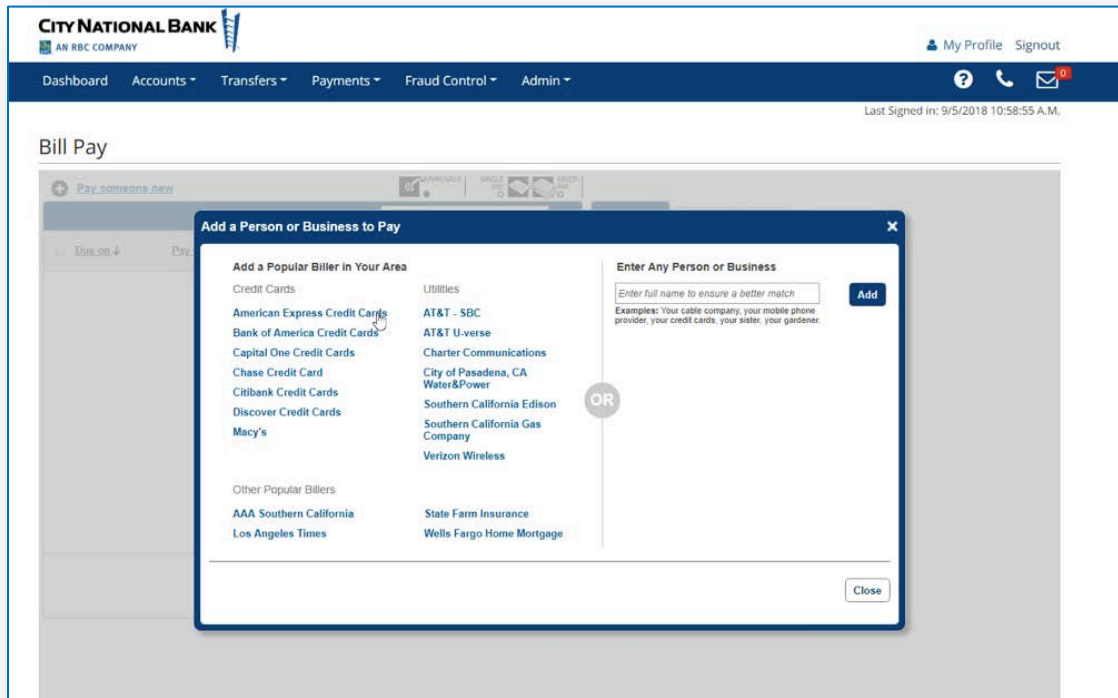 CITY NATIONAL BANK
AN RBC COMPANY
My Profile Signout
Dashboard Accounts Transfers Payments Fraud Control Admin
0
Last Signed in: 9/5/2018 10:58:55 A.M.
Bill Pay
Pay someone new
Add a Person or Business to Pay
Due on Pay
Add a Popular Biller in Your Area
Credit Cards
American Express Credit Cards
Bank of America Credit Cards
Capital One Credit Cards
Chase Credit Card
Citibank Credit Cards
Discover Credit Cards
Macy's
Utilities
AT&T - SBC
AT&T U-verse
Charter Communications
City of Pasadena, CA
Water&Power
Southern California Edison
Southern California Gas
Company
Verizon Wireless
Other Popular Billers
AAA Southern California
Los Angeles Times
State Farm Insurance
Wells Fargo Home Mortgage
OR
Enter Any Person or Business
Enter full name to ensure a better match
Add
Examples: Your cable company, your mobile phone
provider, your credit cards, your sister, your gardener.
Close